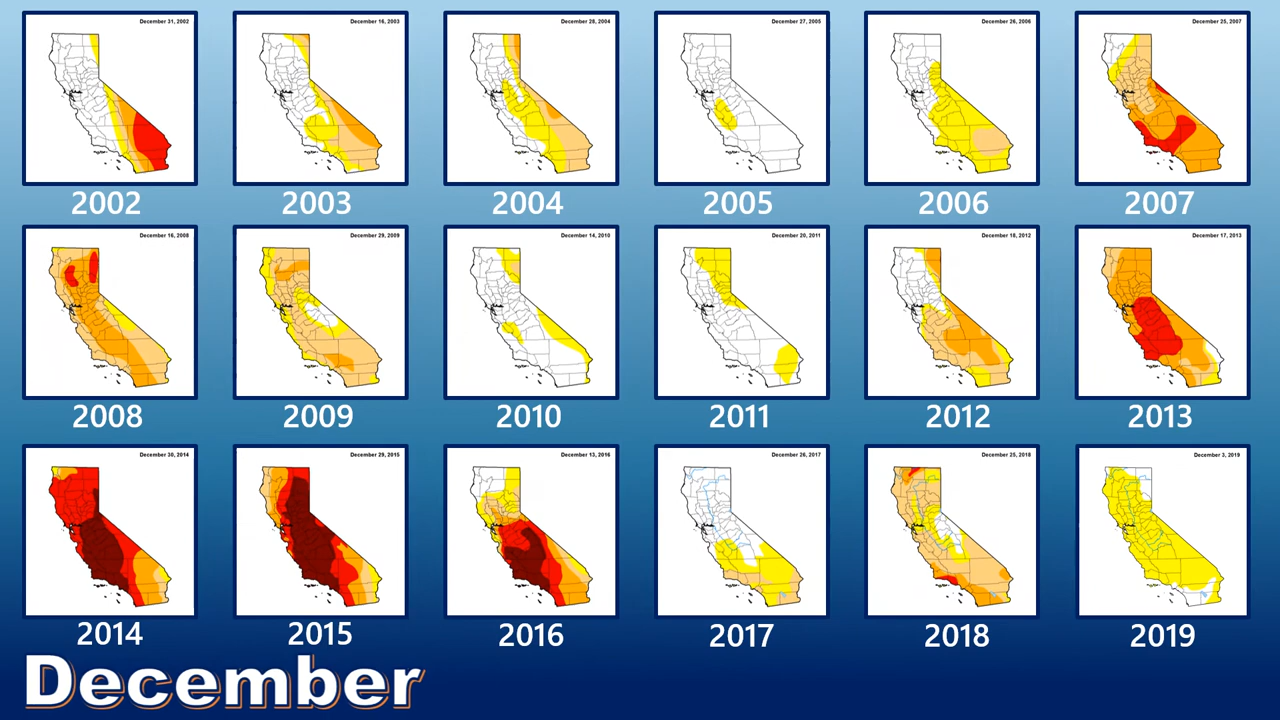 December 31, 2002
December 16, 2003
December 28, 2004
December 27, 2005
December 26, 2006
December 25, 2007
2002
2003
2004
2005
2006
2007
December 16, 2008
December 29, 2009
December 14, 2010
December 20, 2011
December 18, 2012
December 17, 2013
2008
2009
2010
2011
2012
2013
December 30, 2014
December 29, 2015
December 13, 2016
December 26, 2017
December 25, 2018
December 3, 2019
2014
2015
2016
2017
2018
2019
December